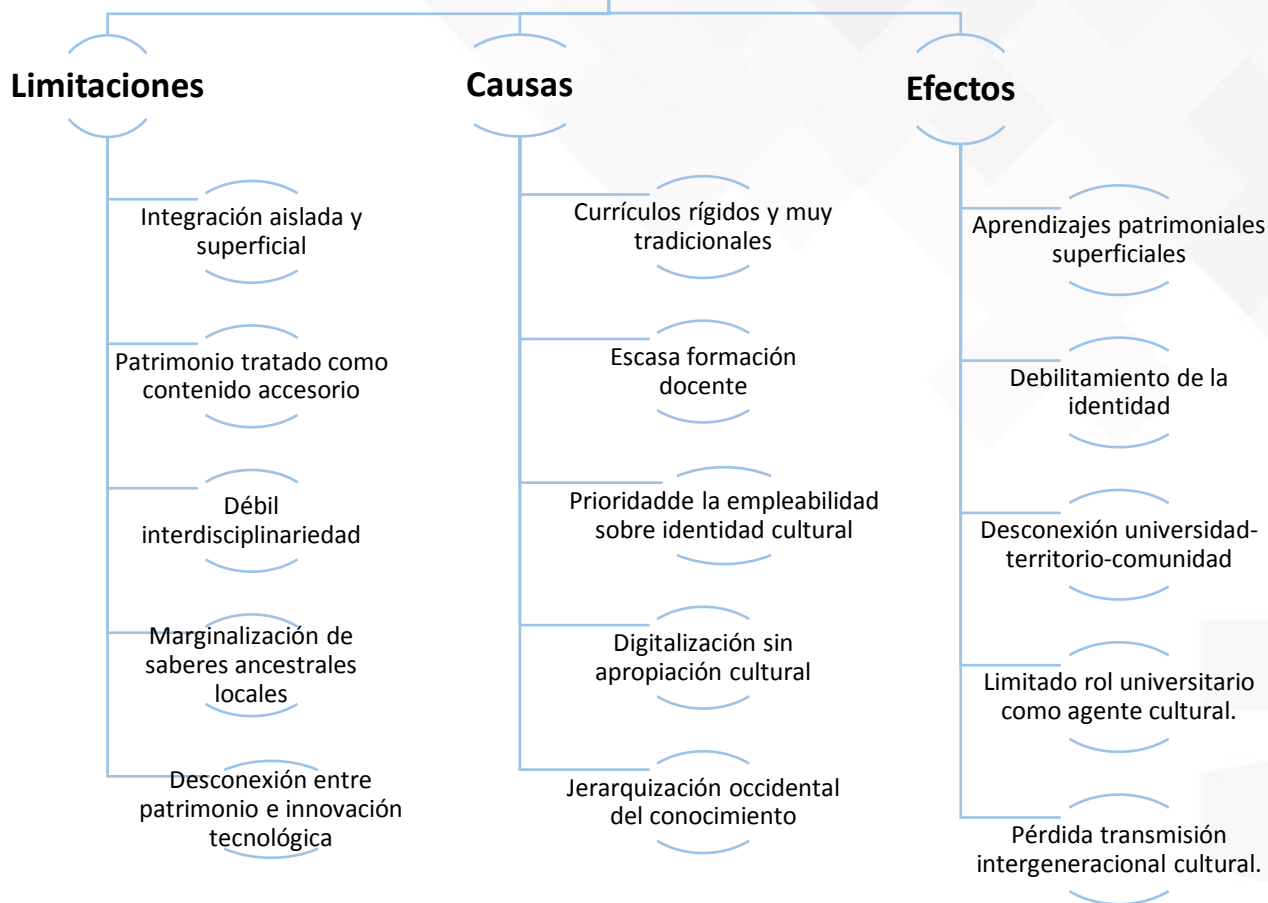 Limitaciones
Integración aislada y
superficial
Patrimonio tratado como
contenido accesorio
Débil
interdisciplinariedad
Marginalización de
saberes ancestrales
locales
Desconexión entre
patrimonio e innovación
tecnológica
Causas
Currículos rígidos y muy
tradicionales
Escasa formación
docente
Prioridadde la empleabilidad
sobre identidad cultural
Digitalización sin
apropiación cultural
Jerarquización occidental
del conocimiento
Efectos
Aprendizajes patrimoniales
superficiales
Debilitamiento de la
identidad
Desconexión universidad-
territorio-comunidad
Limitado rol universitario
como agente cultural.
Pérdida transmisión
intergeneracional cultural.